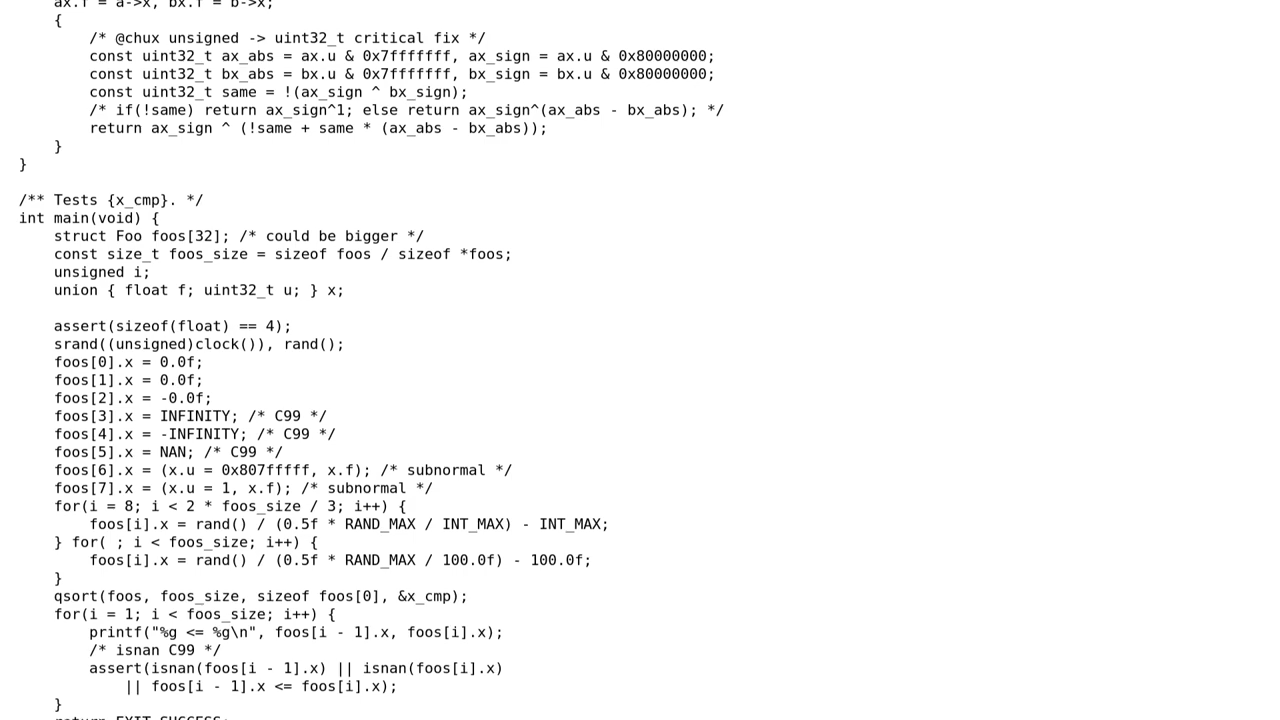 ax.f = a->x, bx.f = b->x;
    {
        /* @chux unsigned -> uint32_t critical fix */
        const uint32_t ax_abs = ax.u & 0x7fffffff, ax_sign = ax.u & 0x80000000;
        const uint32_t bx_abs = bx.u & 0x7fffffff, bx_sign = bx.u & 0x80000000;
        const uint32_t same = !(ax_sign ^ bx_sign);
        /* if(!same) return ax_sign^1; else return ax_sign^(ax_abs - bx_abs); */
        return ax_sign ^ (!same + same * (ax_abs - bx_abs));
    }
}

/** Tests {x_cmp}. */
int main(void) {
    struct Foo foos[32]; /* could be bigger */
    const size_t foos_size = sizeof foos / sizeof *foos;
    unsigned i;
    union { float f; uint32_t u; } x;

    assert(sizeof(float) == 4);
    srand((unsigned)clock()), rand();
    foos[0].x = 0.0f;
    foos[1].x = 0.0f;
    foos[2].x = -0.0f;
    foos[3].x = INFINITY; /* C99 */
    foos[4].x = -INFINITY; /* C99 */
    foos[5].x = NAN; /* C99 */
    foos[6].x = (x.u = 0x807fffff, x.f); /* subnormal */
    foos[7].x = (x.u = 1, x.f); /* subnormal */
    for(i = 8; i < 2 * foos_size / 3; i++) {
        foos[i].x = rand() / (0.5f * RAND_MAX / INT_MAX) - INT_MAX;
    } for( ; i < foos_size; i++) {
        foos[i].x = rand() / (0.5f * RAND_MAX / 100.0f) - 100.0f;
    }
    qsort(foos, foos_size, sizeof foos[0], &x_cmp);
    for(i = 1; i < foos_size; i++) {
        printf("%g <= %g\n", foos[i - 1].x, foos[i].x);
        /* isnan C99 */
        assert(isnan(foos[i - 1].x) || isnan(foos[i].x)
            || foos[i - 1].x <= foos[i].x);
    }
    return EXIT_SUCCESS;